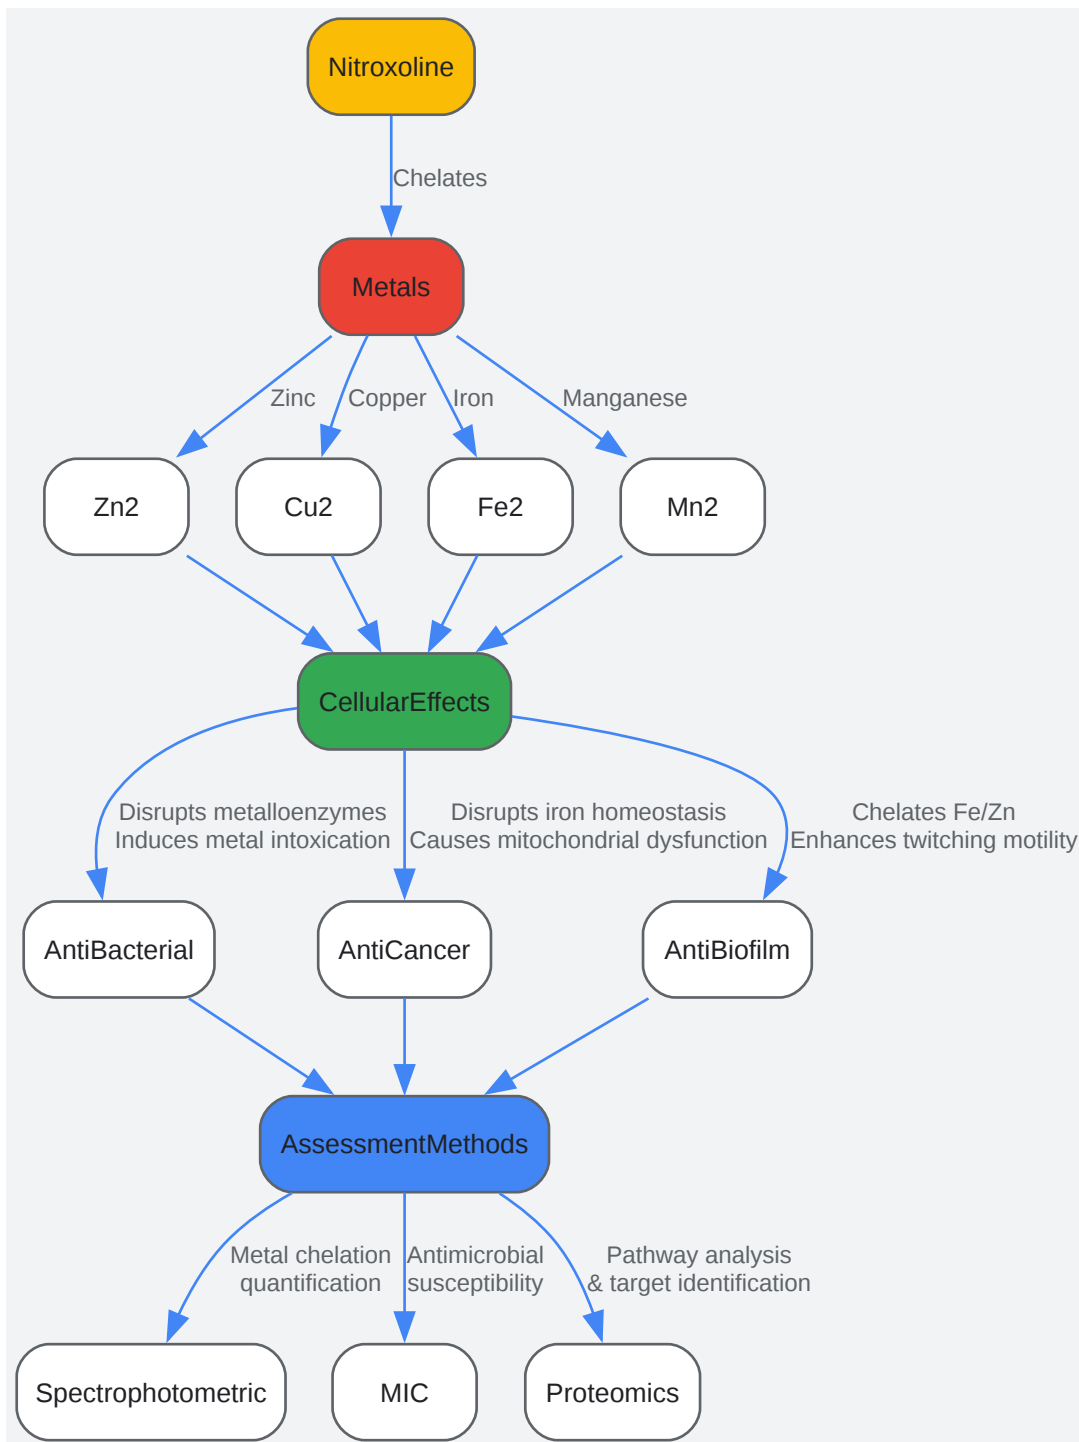 Nitroxoline
Chelates
Metals
Zinc
Copper
Iron
Manganese
Zn2
Cu2
Fe2
Mn2
CellularEffects
Disrupts metalloenzymes
Induces metal intoxication
Disrupts iron homeostasis
Causes mitochondrial dysfunction
Chelates Fe/Zn
Enhances twitching motility
AntiBacterial
AntiCancer
AntiBiofilm
AssessmentMethods
Metal chelation
quantification
Antimicrobial
susceptibility
Pathway analysis
& target identification
Spectrophotometric
MIC
Proteomics